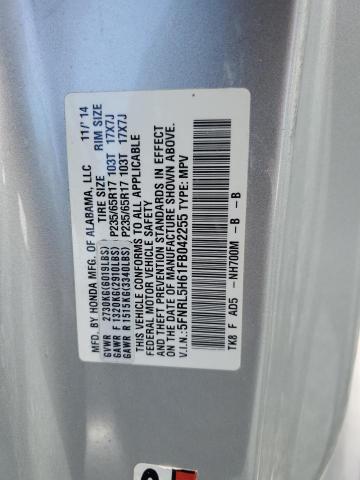 MFD. BY HONDA MFG. OF ALABAMA, LLC 11/'14
TIRE SIZE RIM SIZE
GVWR 2730KG(6019LBS)
GAWR F 1320KG(2910LBS) P235/65R17 103T 17X7J
GAWR R 1515KG(3340LBS) P235/65R17 103T 17X7J
THIS VEHICLE CONFORMS TO ALL APPLICABLE
FEDERAL MOTOR VEHICLE SAFETY
AND THEFT PREVENTION STANDARDS IN EFFECT
ON THE DATE OF MANUFACTURE SHOWN ABOVE.
V.I.N.:5FNRL5H61FB042255 TYPE: MPV
TK8 F AD5 -NH700M -B -B